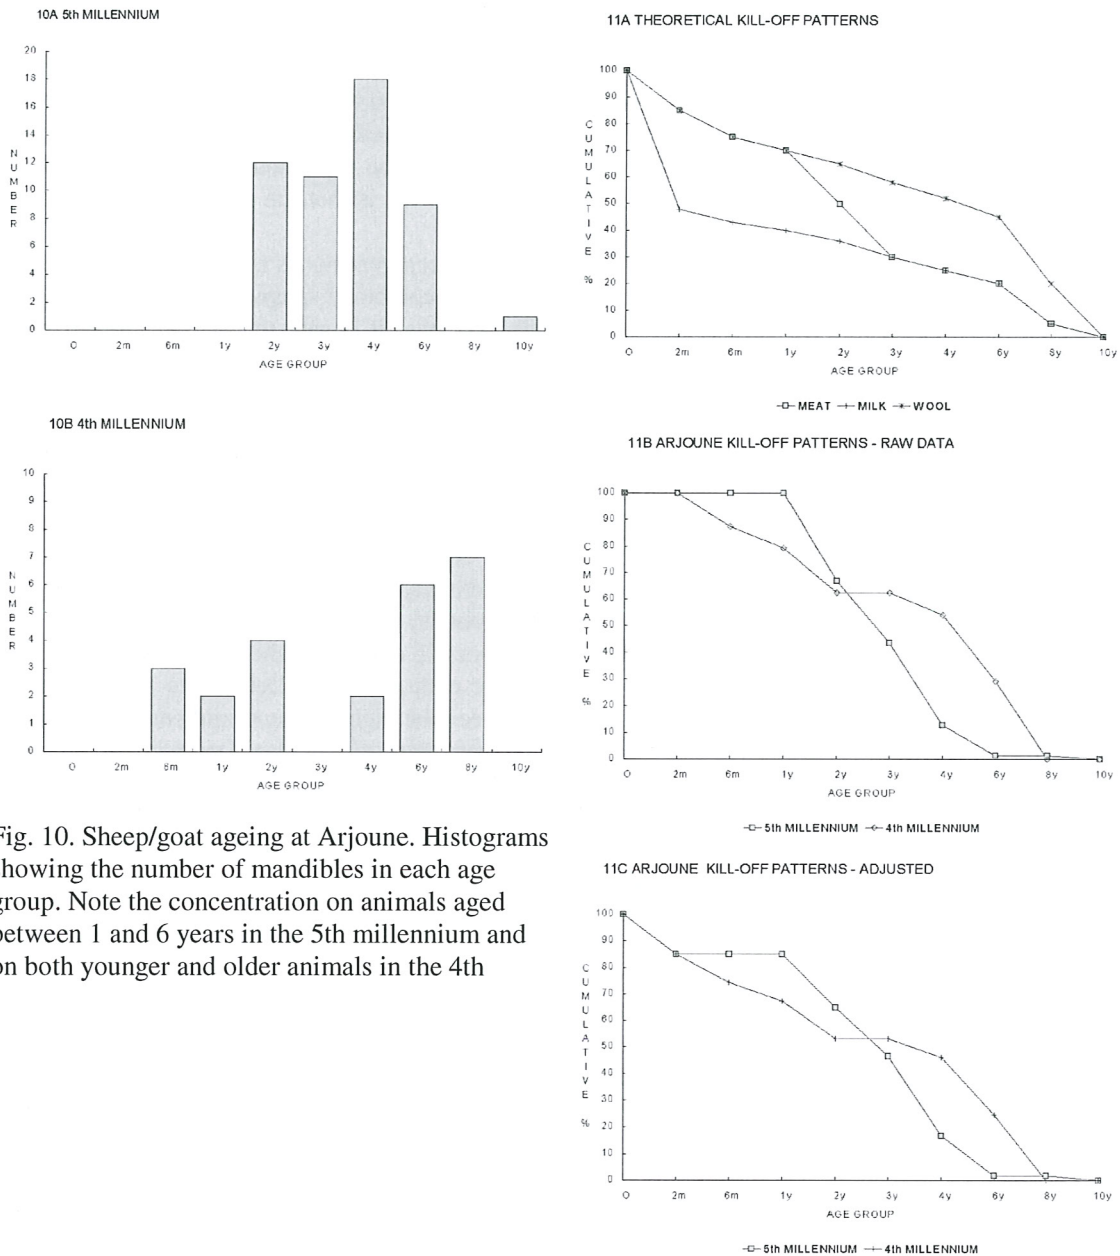 10A 5th MILLENNIUM
20
18
16
14
12
10
8
6
4
2
0
NUMBER
0 2m 6m 1y 2y 3y 4y 6y 8y 10y
AGE GROUP
10B 4th MILLENNIUM
10
9
8
7
6
5
4
3
2
1
0
NUMBER
0 2m 6m 1y 2y 3y 4y 6y 8y 10y
AGE GROUP
Fig. 10. Sheep/goat ageing at Arjoune. Histograms
showing the number of mandibles in each age
group. Note the concentration on animals aged
between 1 and 6 years in the 5th millennium and
on both younger and older animals in the 4th
11A THEORETICAL KILL-OFF PATTERNS
100
90
80
70
60
50
40
30
20
10
0
CUMULATIVE %
0 2m 6m 1y 2y 3y 4y 6y 8y 10y
AGE GROUP
MEAT MILK WOOL
11B ARJOUNE KILL-OFF PATTERNS - RAW DATA
100
90
80
70
60
50
40
30
20
10
0
CUMULATIVE %
0 2m 6m 1y 2y 3y 4y 6y 8y 10y
AGE GROUP
5th MILLENNIUM 4th MILLENNIUM
11C ARJOUNE KILL-OFF PATTERNS - ADJUSTED
100
90
80
70
60
50
40
30
20
10
0
CUMULATIVE %
0 2m 6m 1y 2y 3y 4y 6y 8y 10y
AGE GROUP
5th MILLENNIUM 4th MILLENNIUM